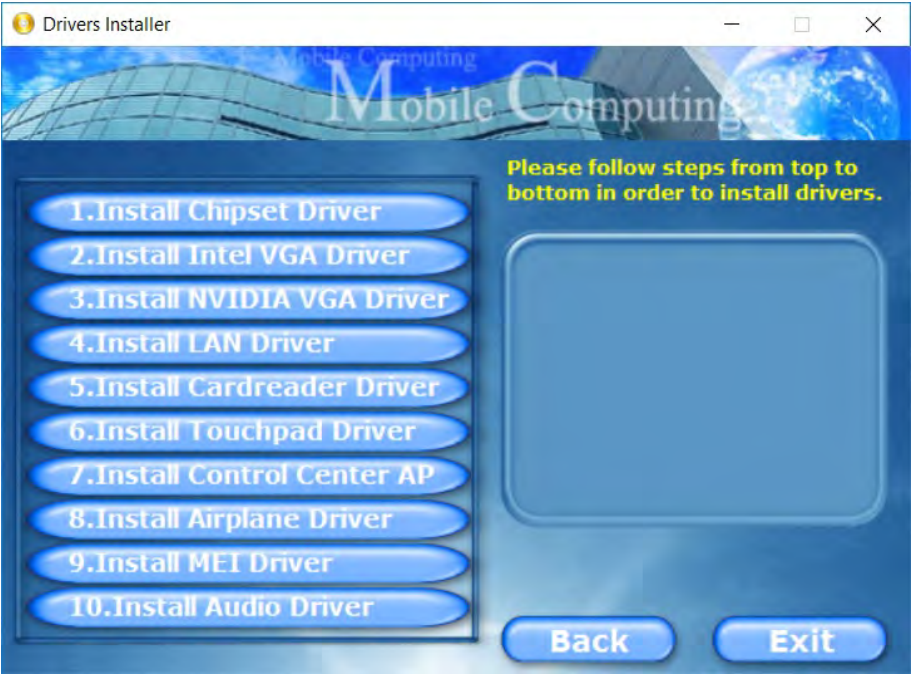 Drivers Installer
Mobile Computing
Mobile Computing
Please follow steps from top to
bottom in order to install drivers.
1.Install Chipset Driver
2.Install Intel VGA Driver
3.Install NVIDIA VGA Driver
4.Install LAN Driver
5.Install Cardreader Driver
6.Install Touchpad Driver
7.Install Control Center AP
8.Install Airplane Driver
9.Install MEI Driver
10.Install Audio Driver
Back
Exit